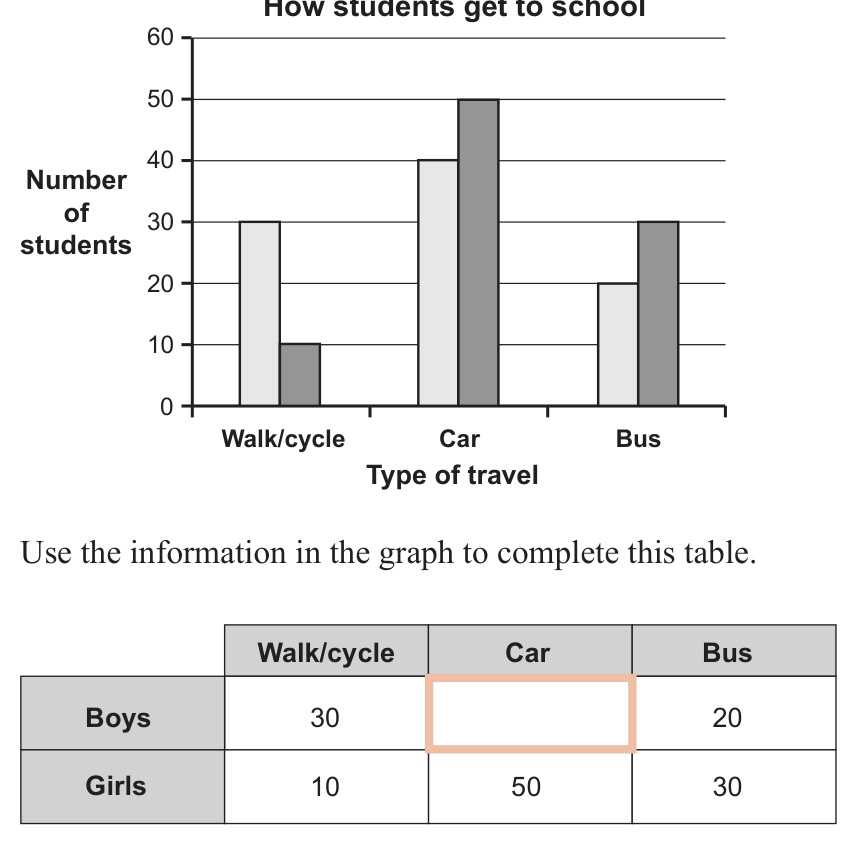 How students get to school
60
50
40
30
20
10
0
Number
of
students
Walk/cycle Car Bus
Type of travel
Use the information in the graph to complete this table.
Walk/cycle Car Bus
Boys 30 20
Girls 10 50 30